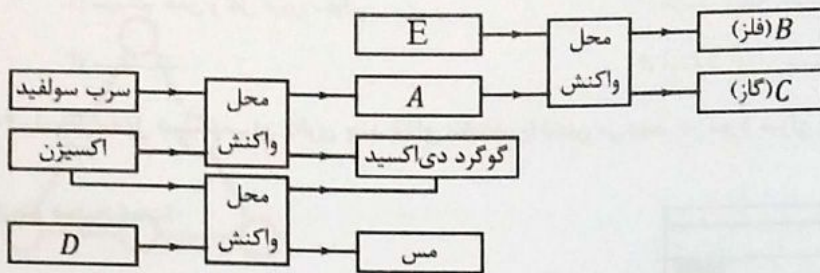 E
محل
واکنش
B(فلز)
C(گاز)
سرب سولفید
اکسیژن
محل
واکنش
A
گوگرد دی‌اکسید
D
محل
واکنش
مس